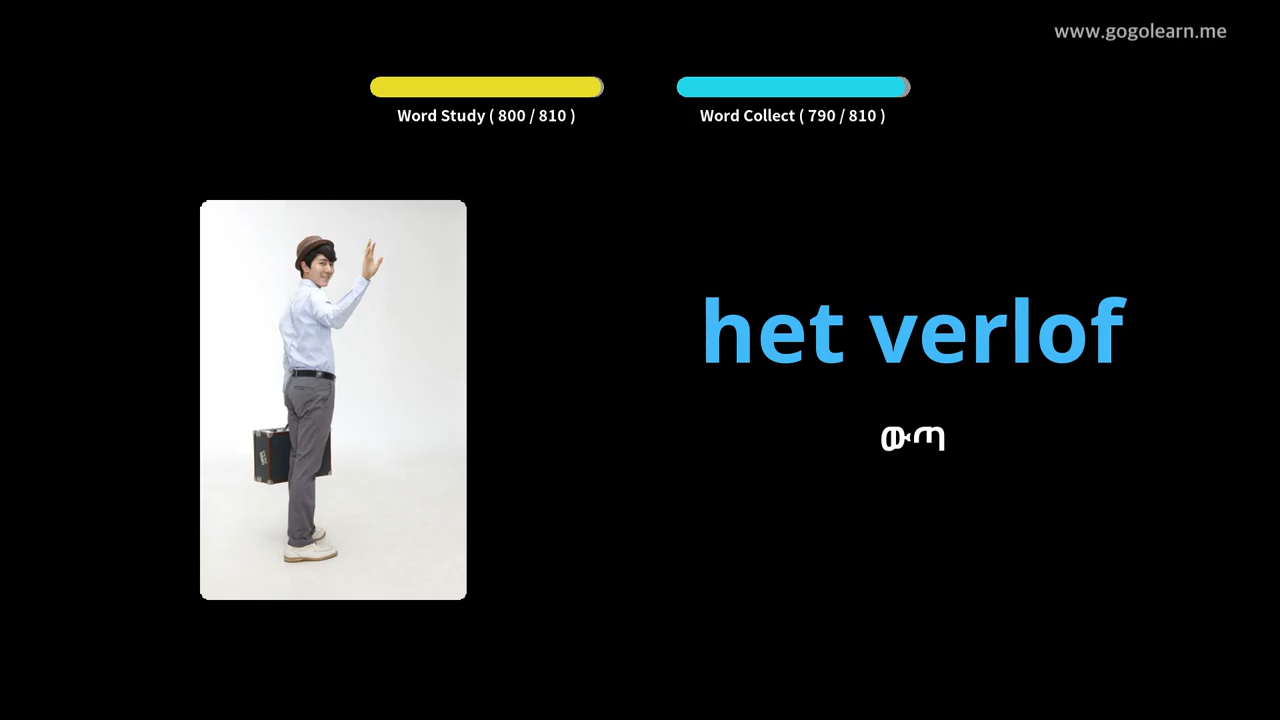 www.gogolearn.me
Word Study ( 800 / 810 )
Word Collect ( 790 / 810 )
het verlof
ውጣ